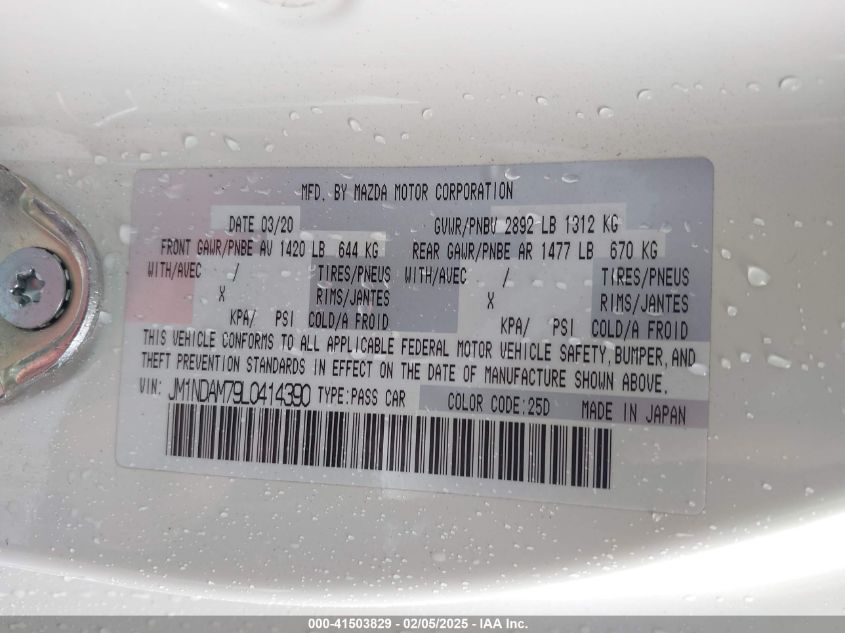 MFD. BY MAZDA MOTOR CORPORATION
DATE 03/20 GVWR/PNBV 2892 LB 1312 KG
FRONT GAWR/PNBE AV 1420 LB 644 KG REAR GAWR/PNBE AR 1477 LB 670 KG
WITH/AVEC / TIRES/PNEUS WITH/AVEC / TIRES/PNEUS
X RIMS/JANTES X RIMS/JANTES
KPA/ PSI COLD/A FROID KPA/ PSI COLD/A FROID
THIS VEHICLE CONFORMS TO ALL APPLICABLE FEDERAL MOTOR VEHICLE SAFETY, BUMPER, AND
THEFT PREVENTION STANDARDS IN EFFECT ON THE DATE OF MANUFACTURE SHOWN ABOVE.
VIN: JM1NDAM79L0414390 TYPE:PASS CAR COLOR CODE:25D MADE IN JAPAN
000-41503829 - 02/05/2025 - IAA Inc.